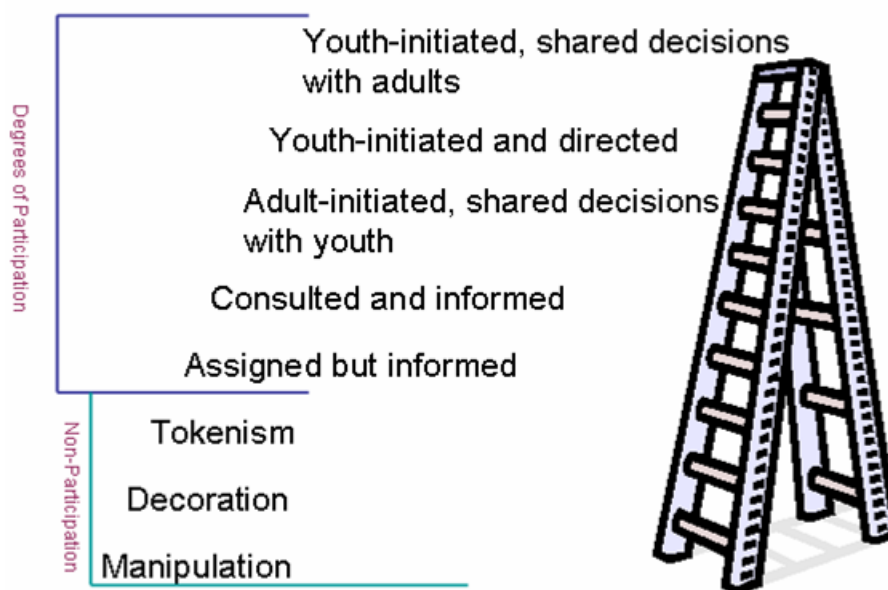 Youth-initiated, shared decisions
with adults
Youth-initiated and directed
Adult-initiated, shared decisions
with youth
Consulted and informed
Assigned but informed
Degrees of Participation
Tokenism
Decoration
Manipulation
Non-Participation